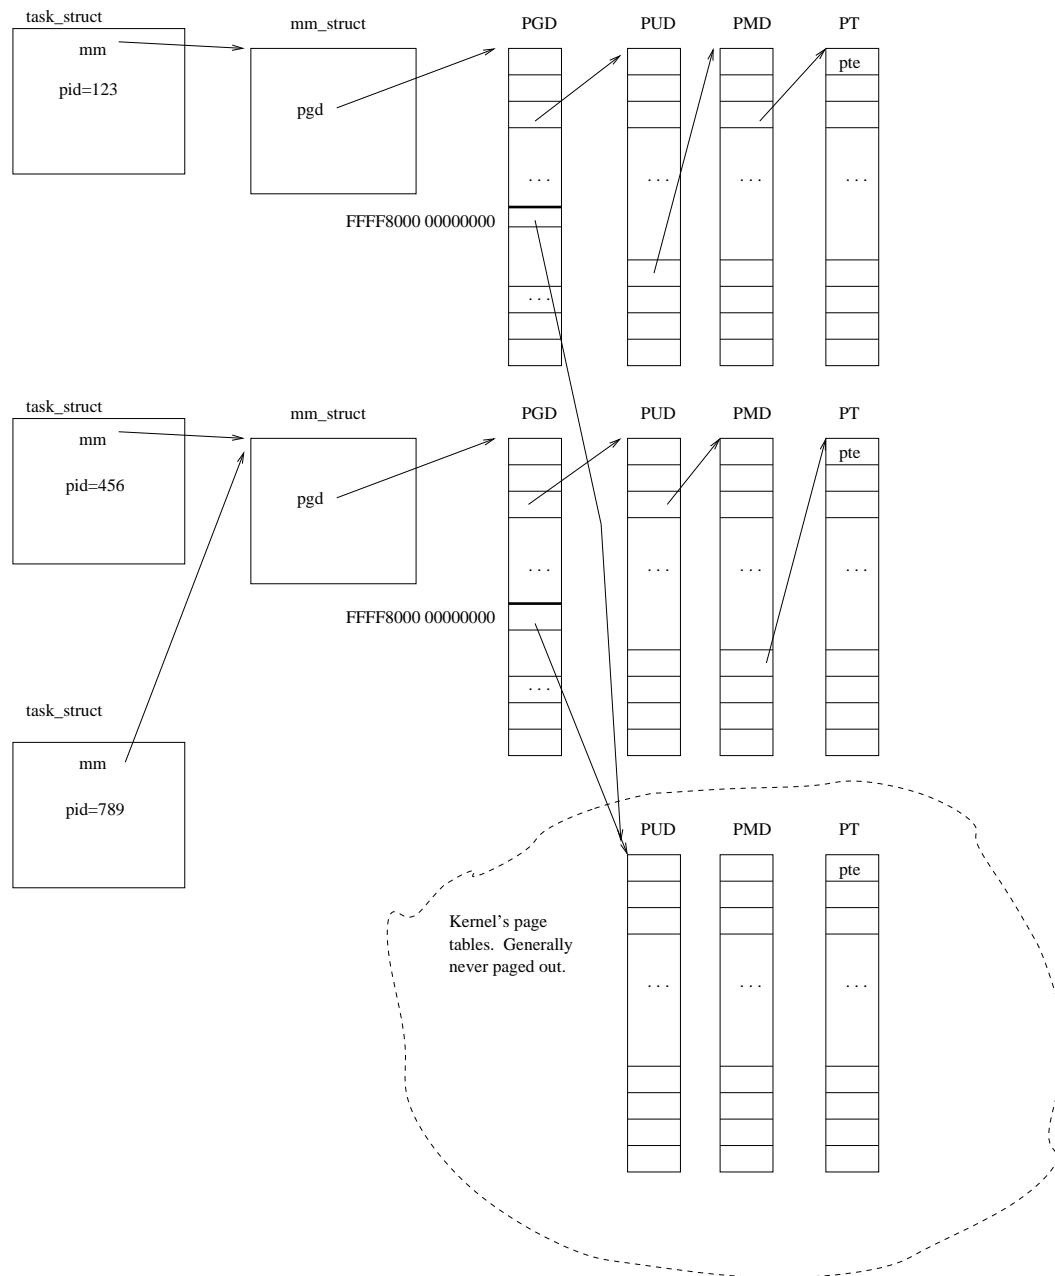 task_struct
mm
pid=123
mm_struct
pgd
PGD
PUD
PMD
PT
pte
. . .
. . .
. . .
. . .
FFFF8000 00000000
. . .
task_struct
mm
pid=456
mm_struct
pgd
PGD
PUD
PMD
PT
pte
. . .
. . .
. . .
. . .
FFFF8000 00000000
. . .
task_struct
mm
pid=789
PUD
PMD
PT
pte
Kernel's page
tables. Generally
never paged out.
. . .
. . .
. . .